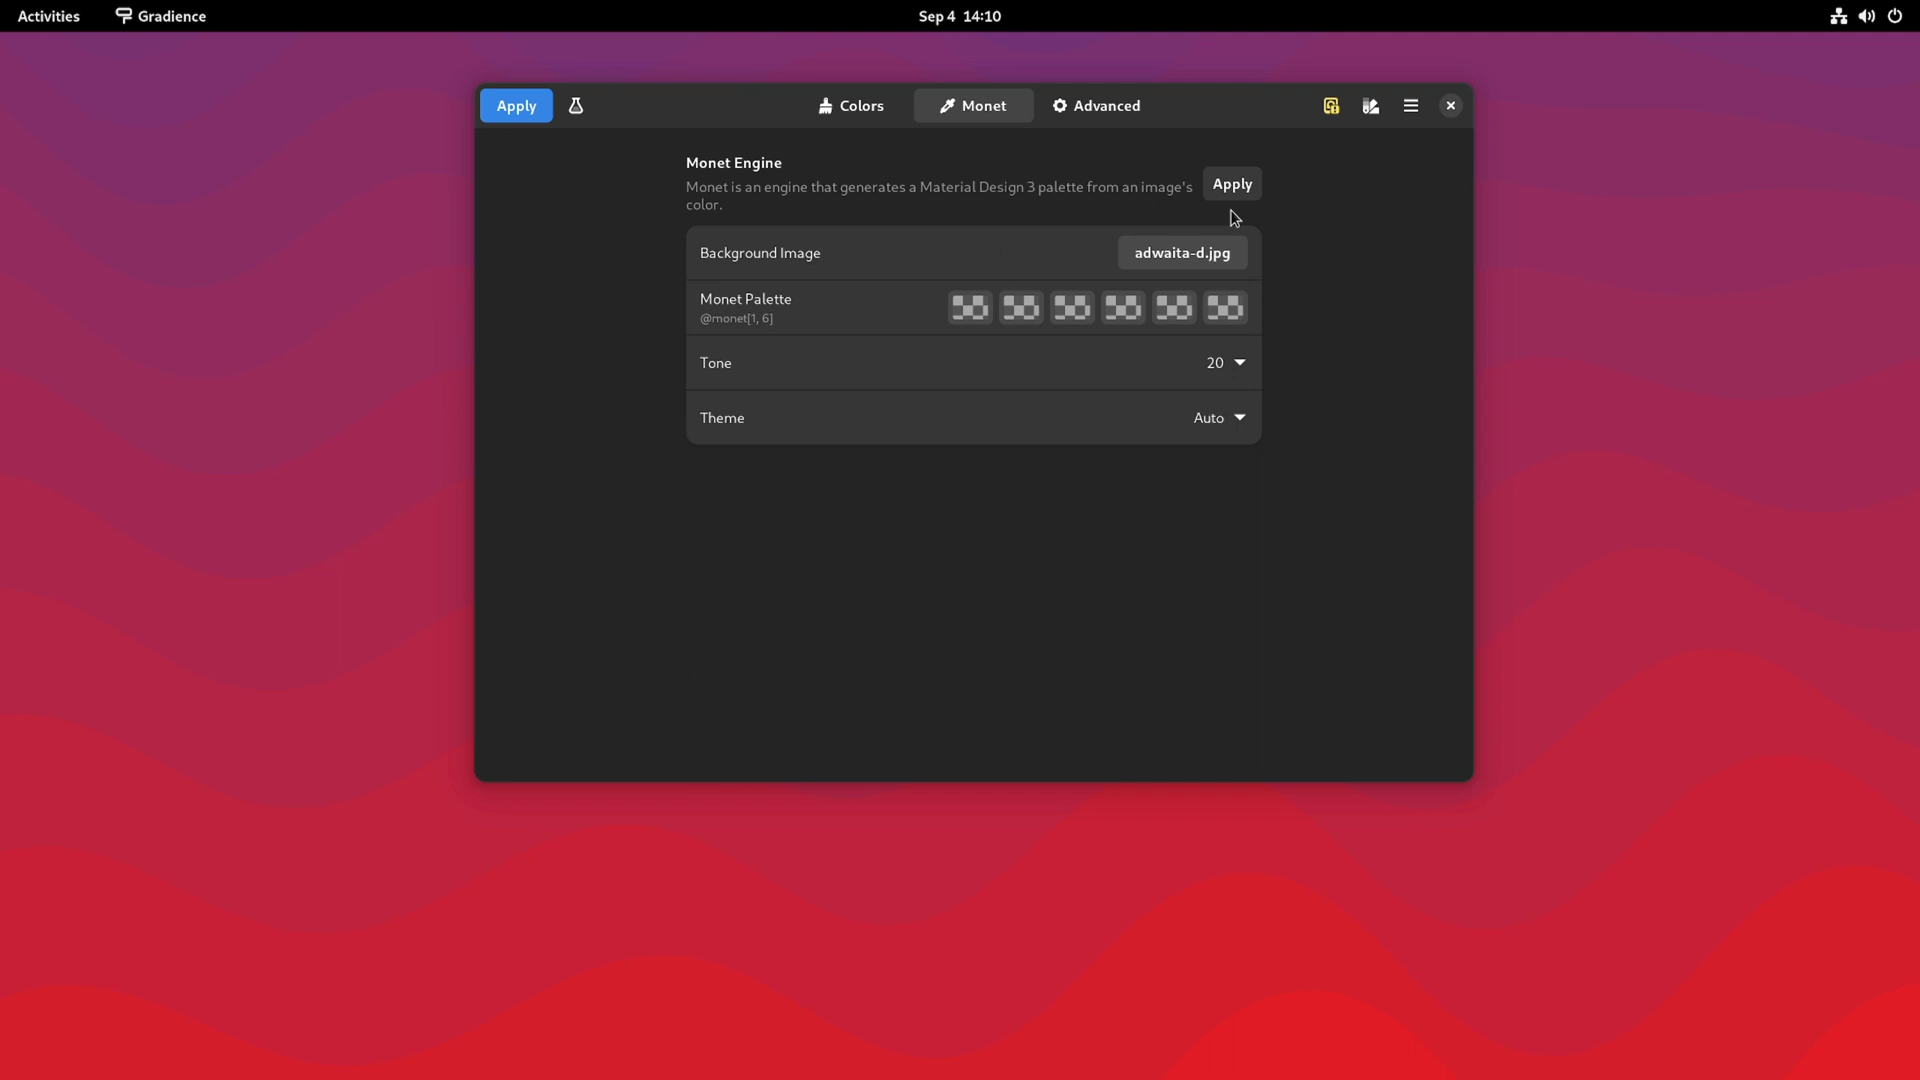 Activities
Gradience
Sep 4 14:10
Apply
Colors
Monet
Advanced
Monet Engine
Monet is an engine that generates a Material Design 3 palette from an image's
color.
Apply
Background Image
adwaita-d.jpg
Monet Palette
@monet[1, 6]
Tone
20
Theme
Auto